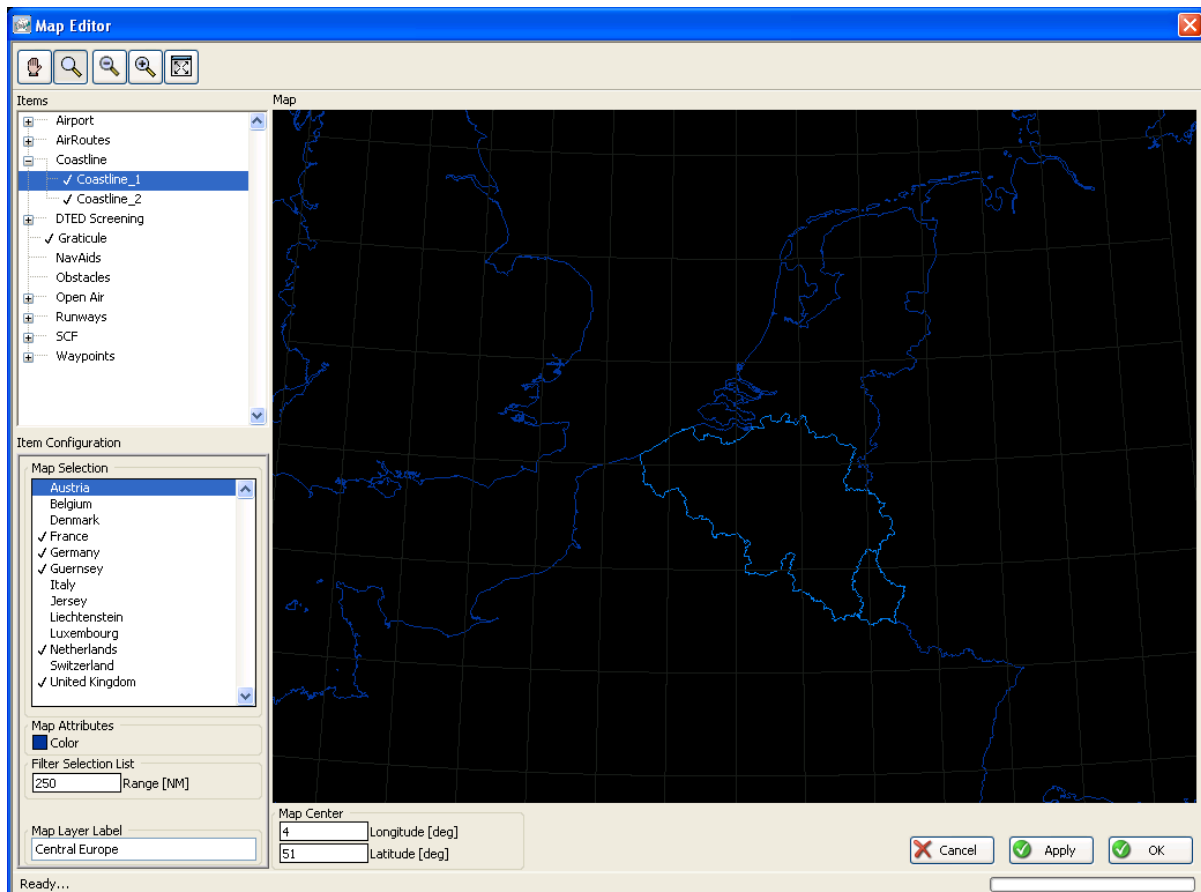 Map Editor
Items
Airport
AirRoutes
Coastline
Coastline_1
Coastline_2
DTED Screening
Graticule
NavAids
Obstacles
Open Air
Runways
SCF
Waypoints
Item Configuration
Map Selection
Austria
Belgium
Denmark
France
Germany
Guernsey
Italy
Jersey
Liechtenstein
Luxembourg
Netherlands
Switzerland
United Kingdom
Map Attributes
Color
Filter Selection List
250 Range [NM]
Map Layer Label
Central Europe
Map
Map Center
4 Longitude [deg]
51 Latitude [deg]
Cancel
Apply
OK
Ready...